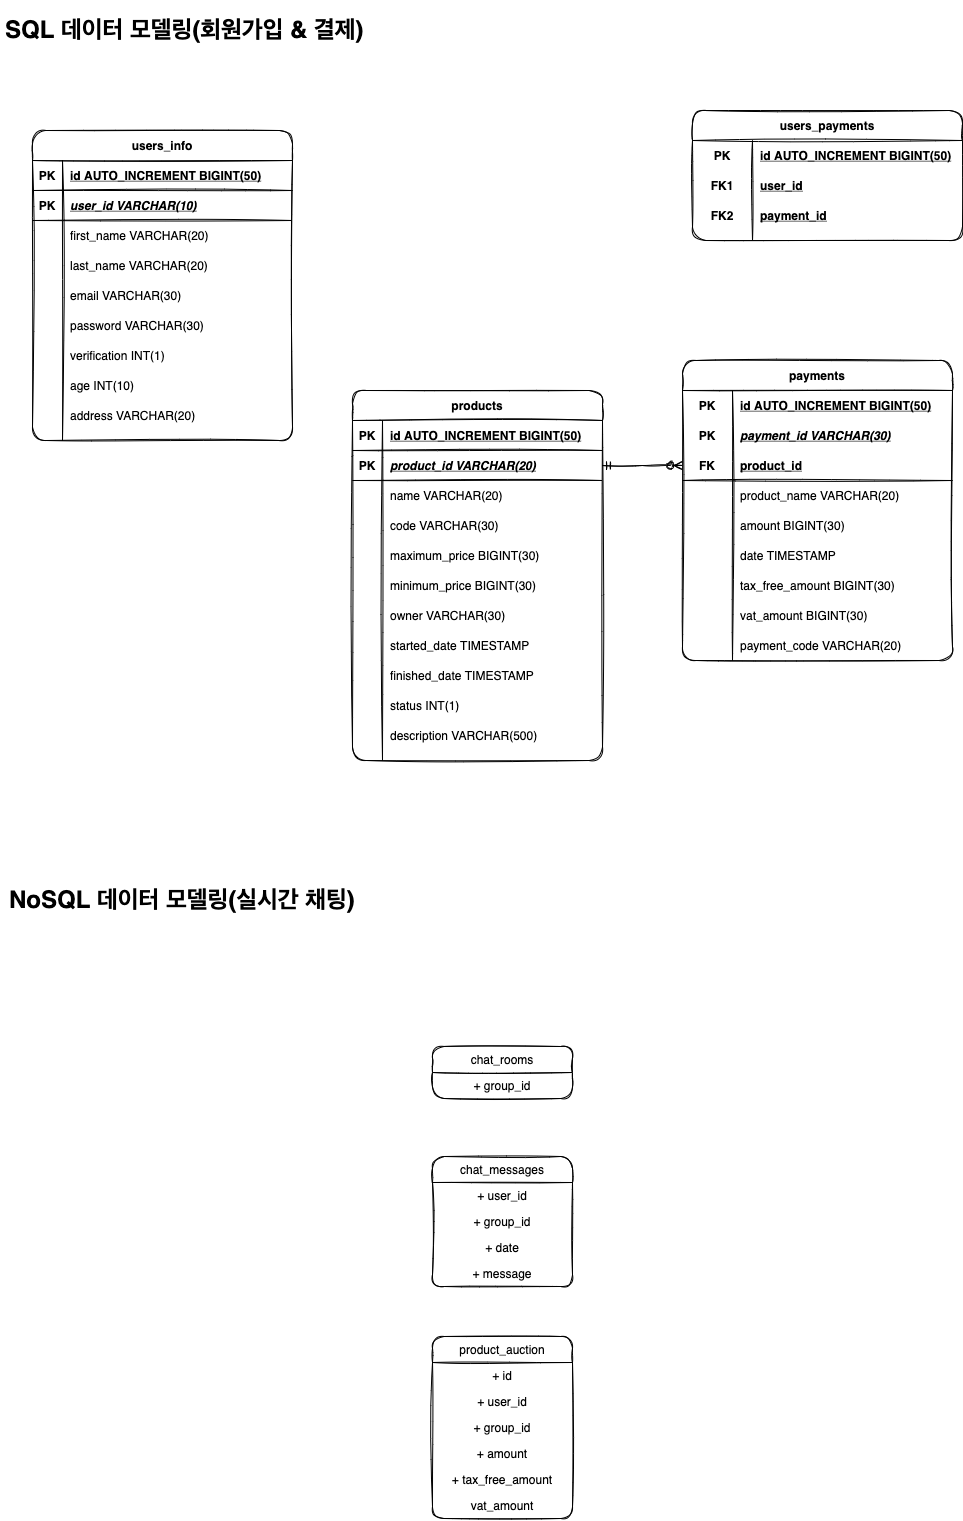 SQL 데이터 모델링(회원가입 & 결제)
users_info
PK id AUTO_INCREMENT BIGINT(50)
PK user_id VARCHAR(10)
first_name VARCHAR(20)
last_name VARCHAR(20)
email VARCHAR(30)
password VARCHAR(30)
verification INT(1)
age INT(10)
address VARCHAR(20)
users_payments
PK id AUTO_INCREMENT BIGINT(50)
FK1 user_id
FK2 payment_id
products
PK id AUTO_INCREMENT BIGINT(50)
PK product_id VARCHAR(20)
name VARCHAR(20)
code VARCHAR(30)
maximum_price BIGINT(30)
minimum_price BIGINT(30)
owner VARCHAR(30)
started_date TIMESTAMP
finished_date TIMESTAMP
status INT(1)
description VARCHAR(500)
payments
PK id AUTO_INCREMENT BIGINT(50)
PK payment_id VARCHAR(30)
FK product_id
product_name VARCHAR(20)
amount BIGINT(30)
date TIMESTAMP
tax_free_amount BIGINT(30)
vat_amount BIGINT(30)
payment_code VARCHAR(20)
NoSQL 데이터 모델링(실시간 채팅)
chat_rooms
+ group_id
chat_messages
+ user_id
+ group_id
+ date
+ message
product_auction
+ id
+ user_id
+ group_id
+ amount
+ tax_free_amount
vat_amount